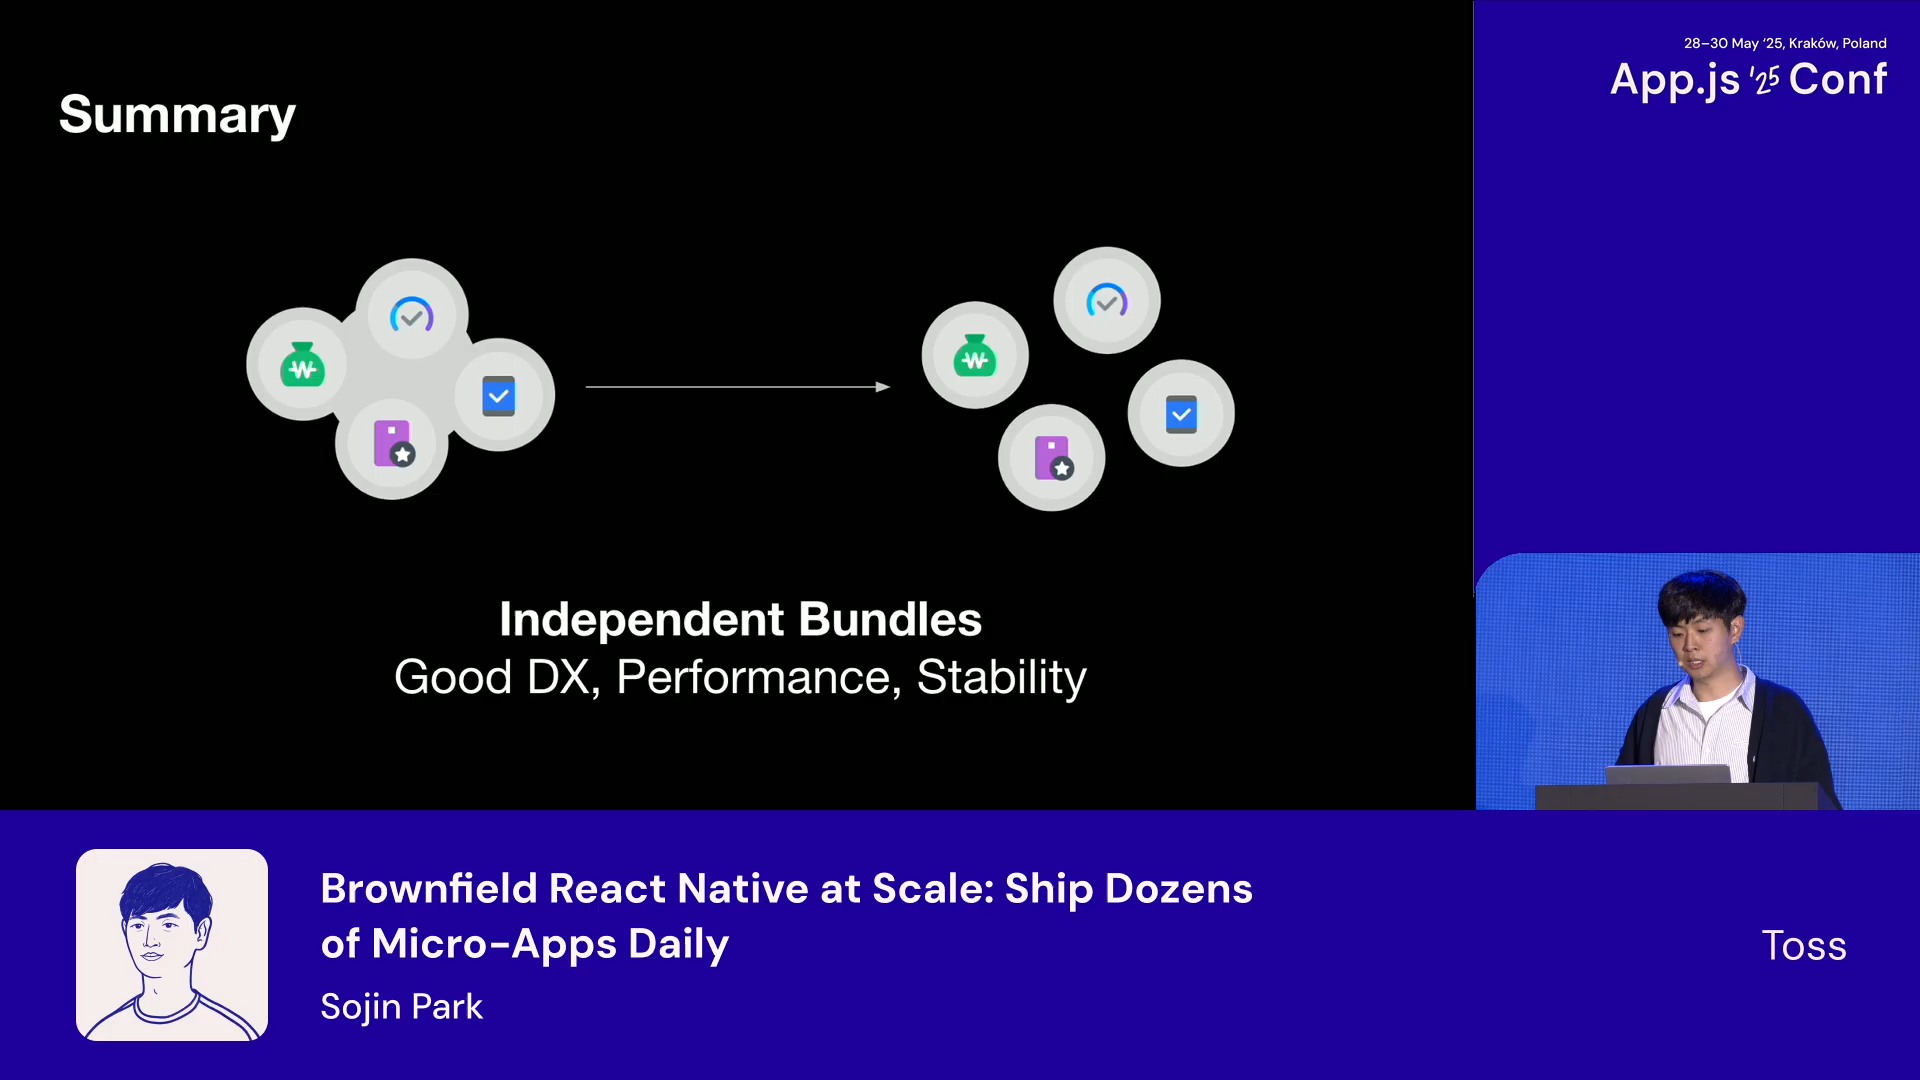 Summary
Independent Bundles
Good DX, Performance, Stability
28–30 May ‘25, Kraków, Poland
App.js ‘25 Conf
Brownfield React Native at Scale: Ship Dozens
of Micro-Apps Daily
Sojin Park
Toss